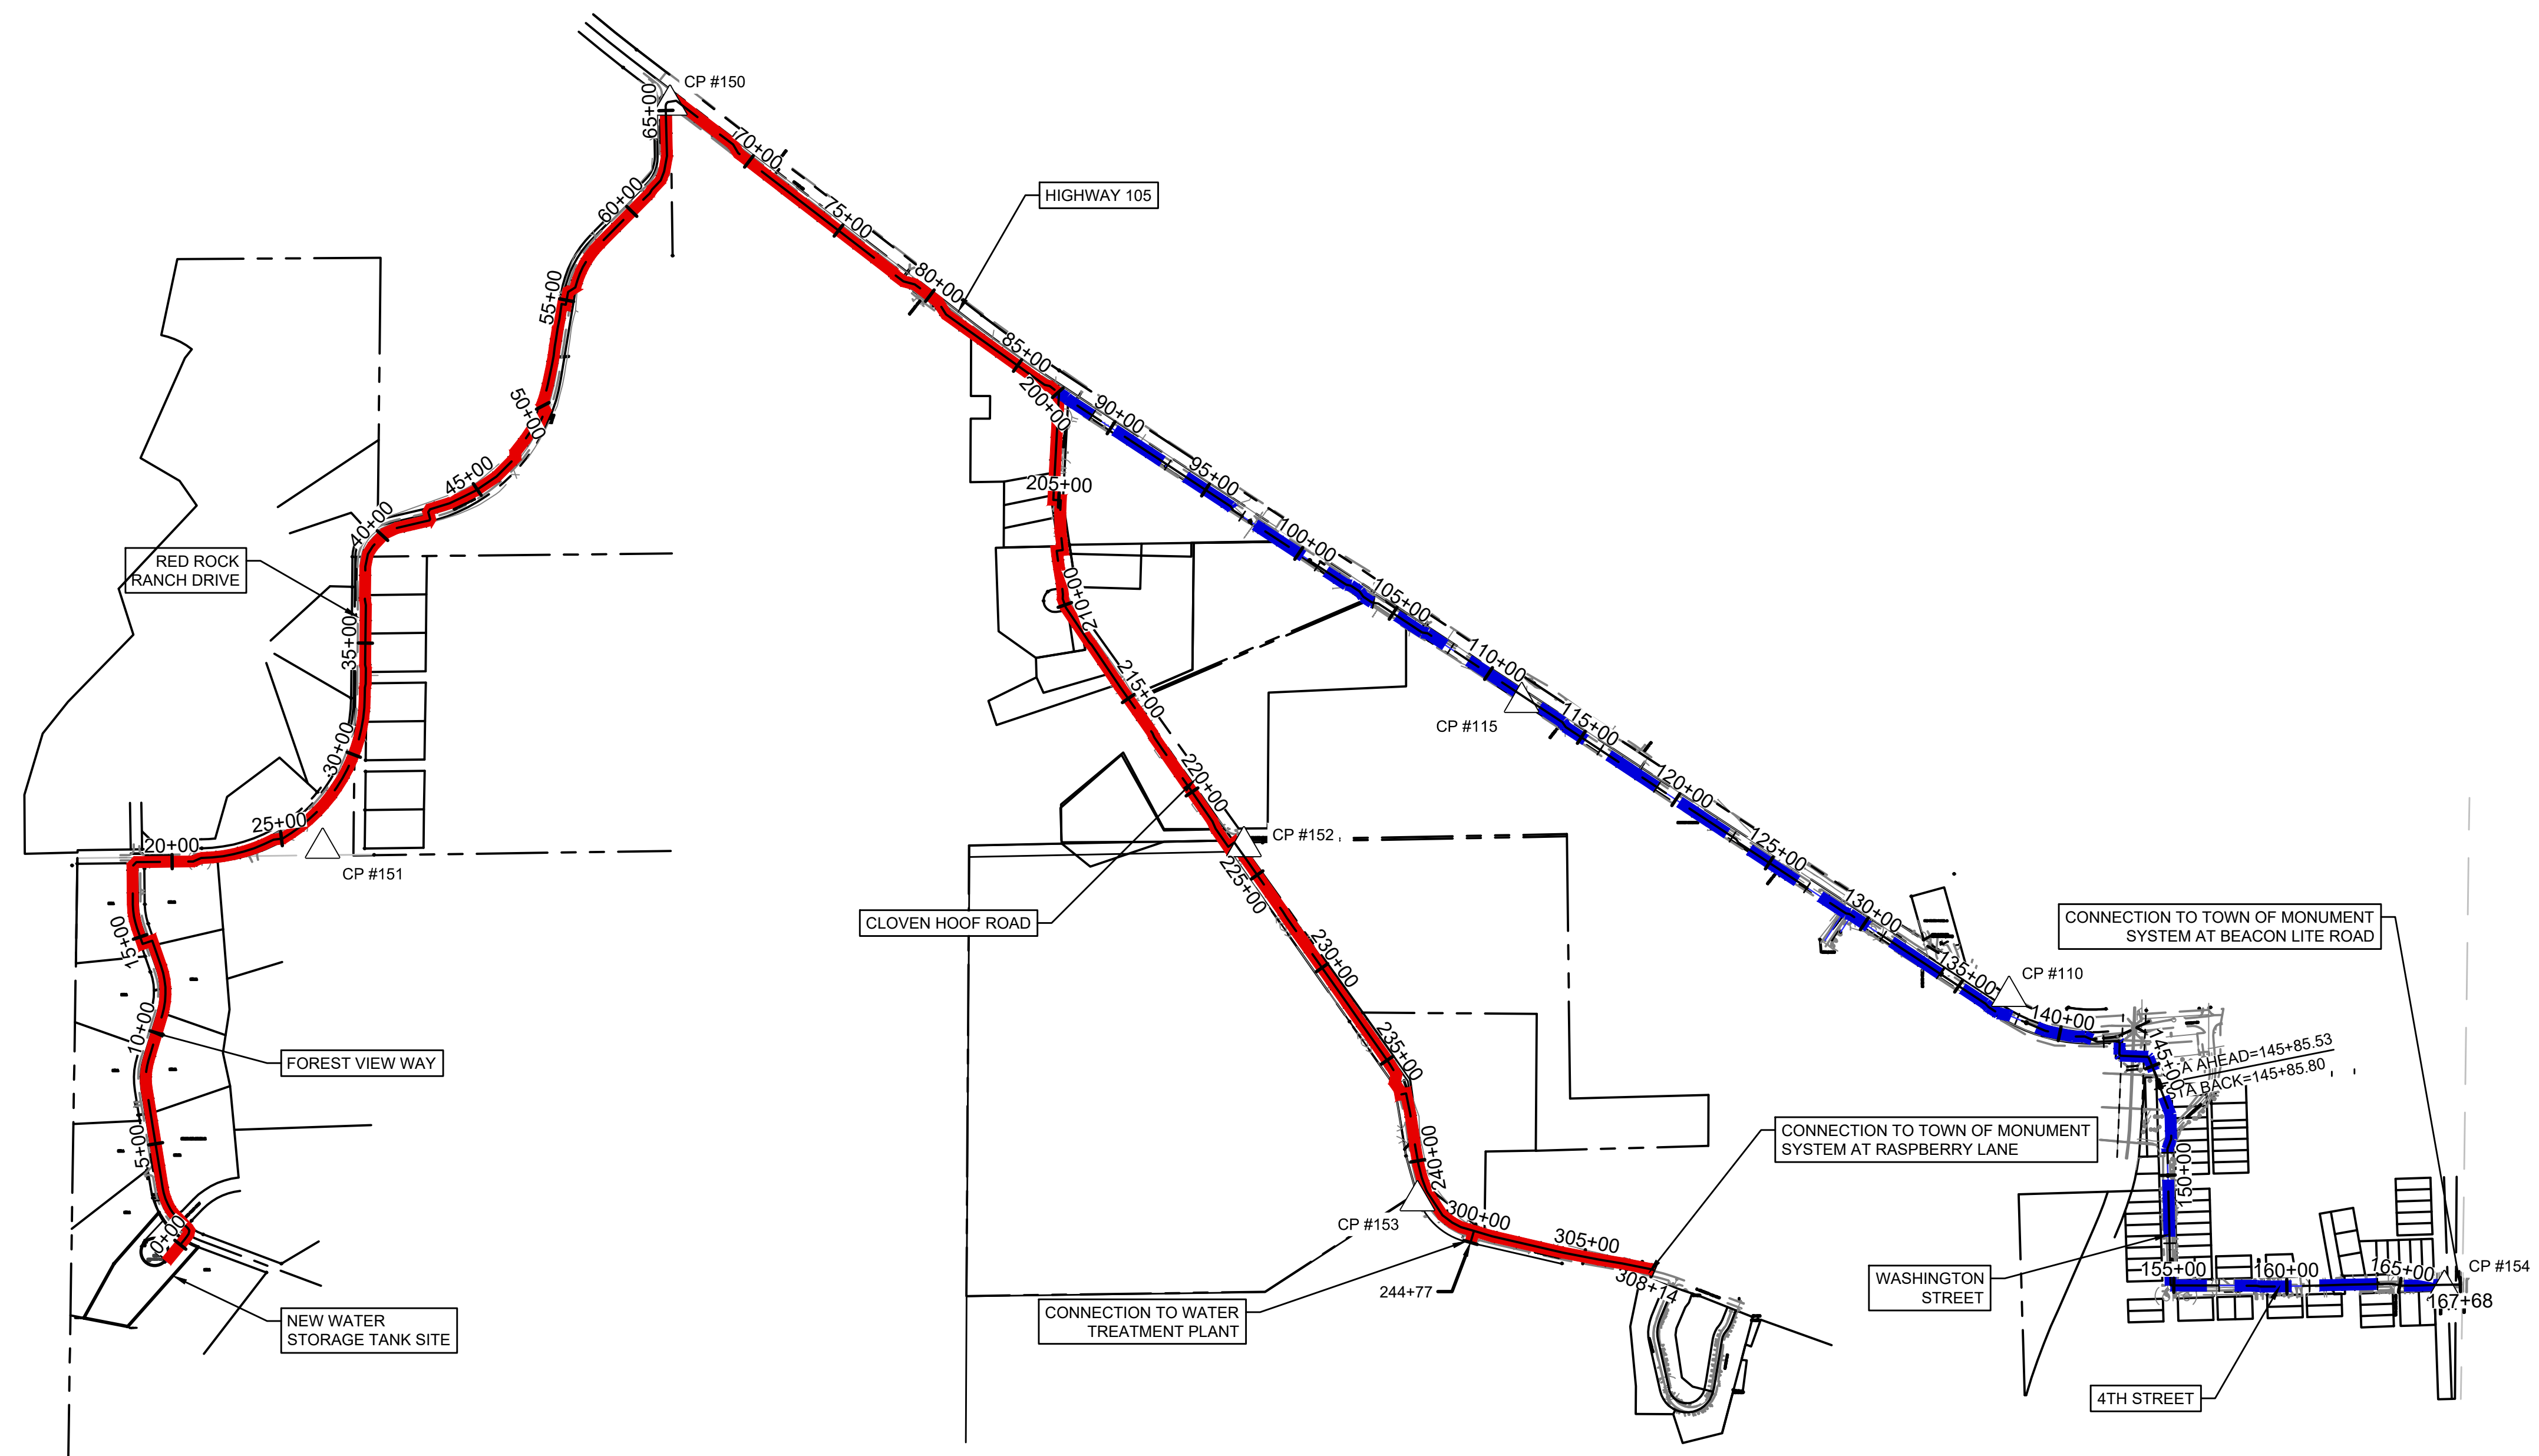 CP #150
65+00
70+00
60+00
75+00
HIGHWAY 105
80+00
55+00
85+00
200+00
90+00
50+00
45+00
95+00
205+00
40+00
100+00
RED ROCK
RANCH DRIVE
210+00
105+00
35+00
110+00
215+00
CP #115
115+00
30+00
220+00
120+00
25+00
CP #152
20+00
125+00
CP #151
225+00
130+00
CLOVEN HOOF ROAD
CONNECTION TO TOWN OF MONUMENT
SYSTEM AT BEACON LITE ROAD
15+00
230+00
135+00
CP #110
140+00
10+00
235+00
145+00
A AHEAD=145+85.53
STA BACK=145+85.80
FOREST VIEW WAY
5+00
CONNECTION TO TOWN OF MONUMENT
SYSTEM AT RASPBERRY LANE
240+00
150+00
CP #153
300+00
0+00
305+00
155+00
160+00
165+00
CP #154
WASHINGTON
STREET
308+14
244+77
167+68
CONNECTION TO WATER
TREATMENT PLANT
NEW WATER
STORAGE TANK SITE
4TH STREET